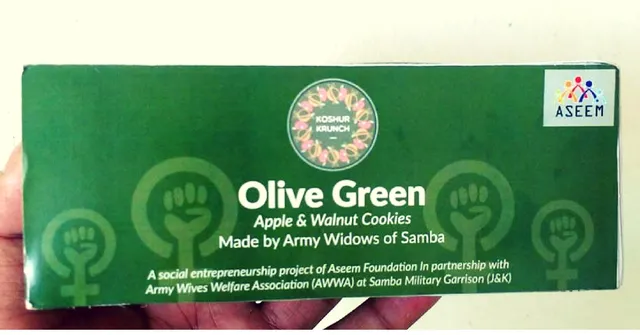 ASEEM
KOSHUR
KRUNCH
Olive Green
Apple & Walnut Cookies
Made by Army Widows of Samba
A social entrepreneurship project of Aseem Foundation In partnership with
Army Wives Welfare Association (AWWA) at Samba Military Garrison (J&K)